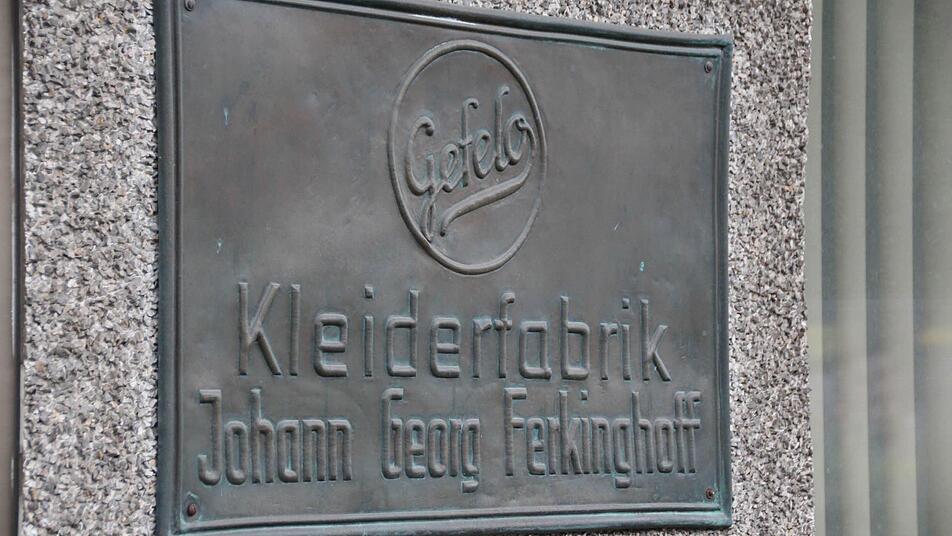 Gefelo
Kleiderfabrik
Johann Georg Ferkinghoff